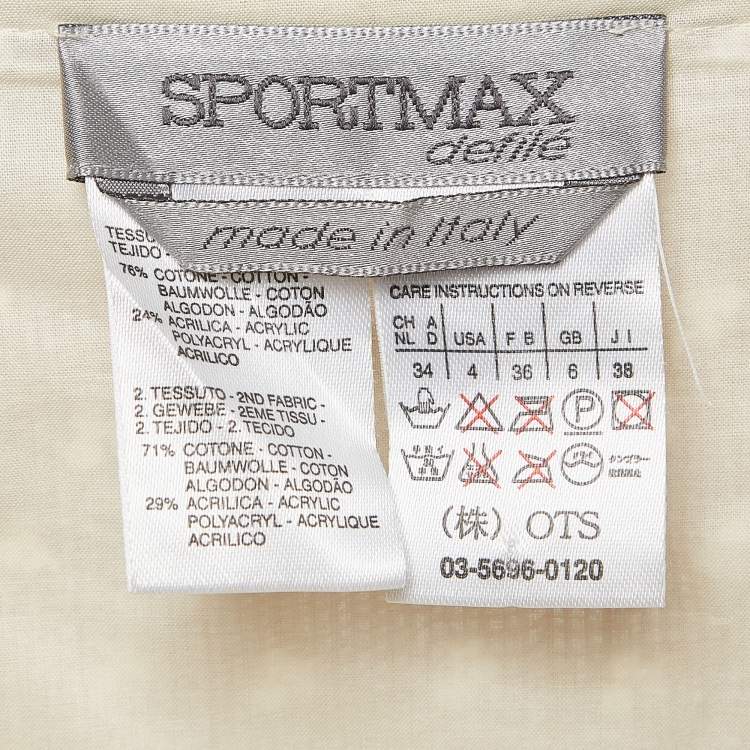 SPORTMAX
defilé
made in Italy
TESSU
TEJIDO -
76% COTONE - COTTON -
BAUMWOLLE - COTON
ALGODON - ALGODÃO
24% ACRILICA - ACRYLIC
POLYACRYL - ACRYLIQUE
ACRILICO
2. TESSUTO - 2ND FABRIC -
2. GEWEBE - 2EME TISSU -
2. TEJIDO - 2. TECIDO
71% COTONE - COTTON -
BAUMWOLLE - COTON
ALGODON - ALGODÃO
29% ACRILICA - ACRYLIC
POLYACRYL - ACRYLIQUE
ACRILICO
CARE INSTRUCTIONS ON REVERSE
CH A
NL D USA F B GB J I
34 4 36 6 38
P
30
(株) OTS
03-5696-0120